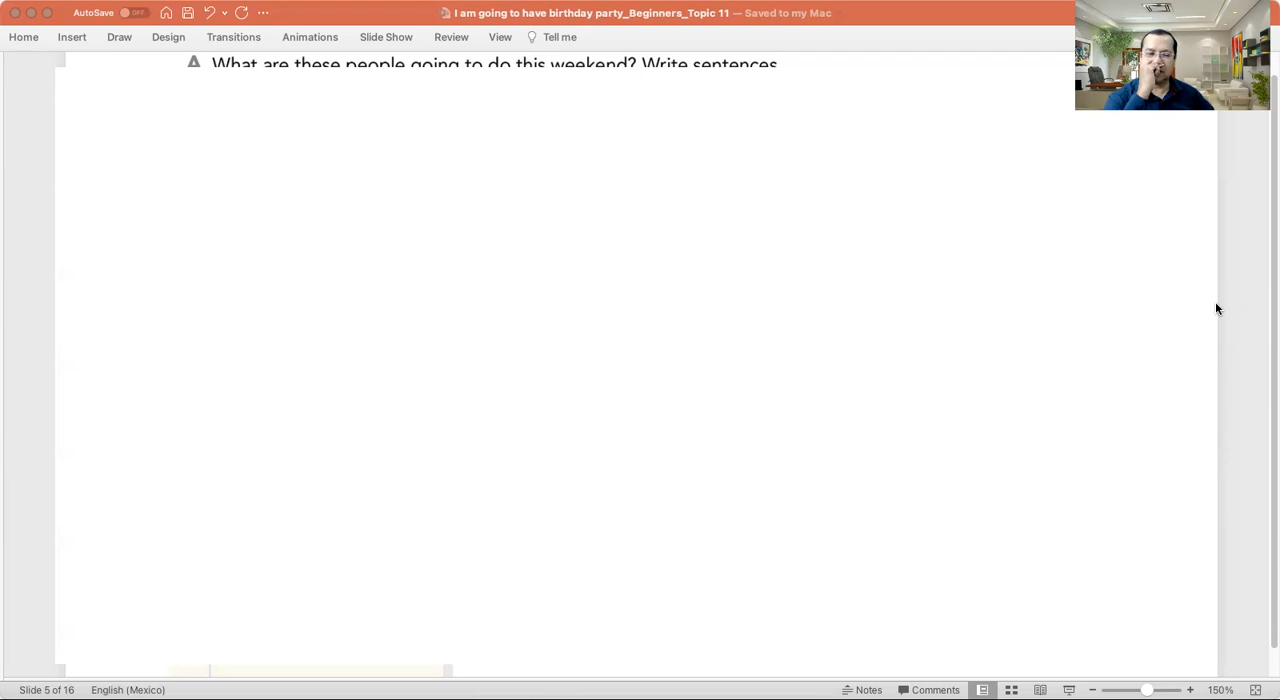 AutoSave OFF I am going to have birthday party_Beginners_Topic 11 — Saved to my Mac
Home Insert Draw Design Transitions Animations Slide Show Review View Tell me
A What are these people going to do this weekend? Write sentences
Slide 5 of 16 English (Mexico) Notes Comments 150%